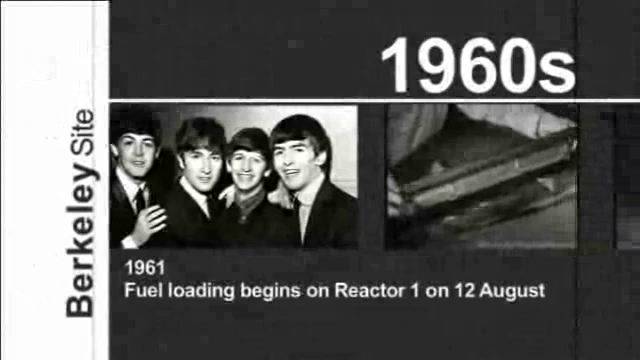 1960s
Berkeley Site
1961
Fuel loading begins on Reactor 1 on 12 August